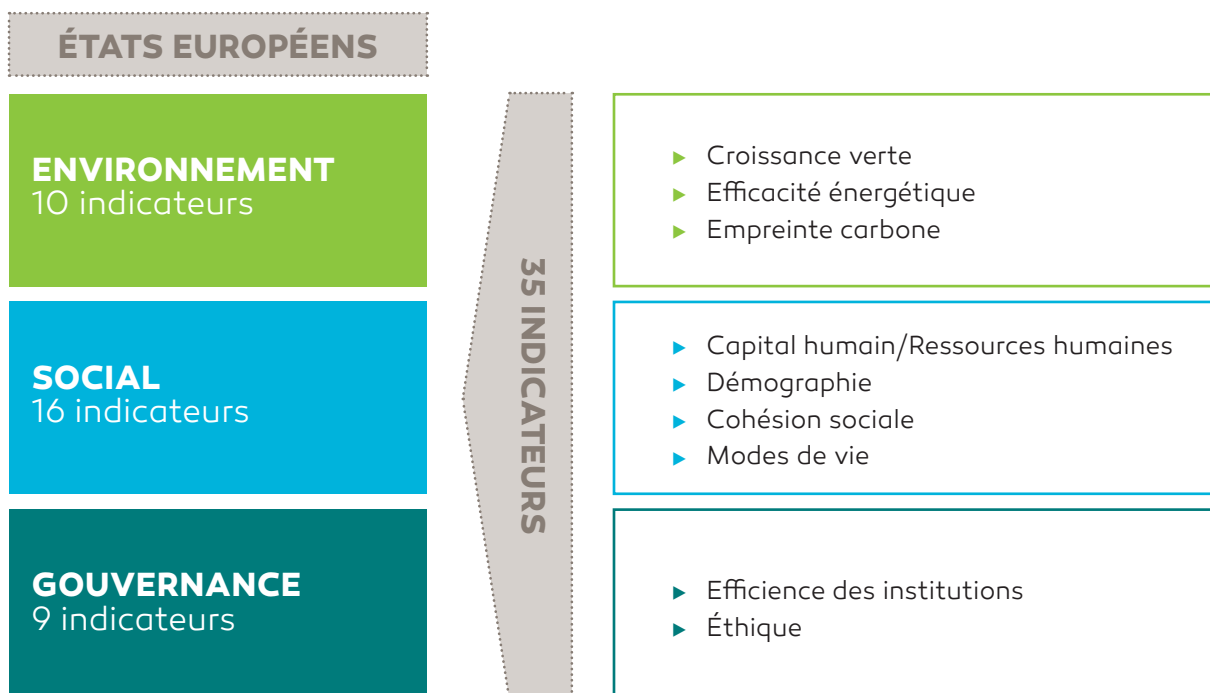 ÉTATS EUROPÉENS
ENVIRONNEMENT
10 indicateurs
SOCIAL
16 indicateurs
GOUVERNANCE
9 indicateurs
35 INDICATEURS
Croissance verte
Efficacité énergétique
Empreinte carbone
Capital humain/Ressources humaines
Démographie
Cohésion sociale
Modes de vie
Efficience des institutions
Éthique